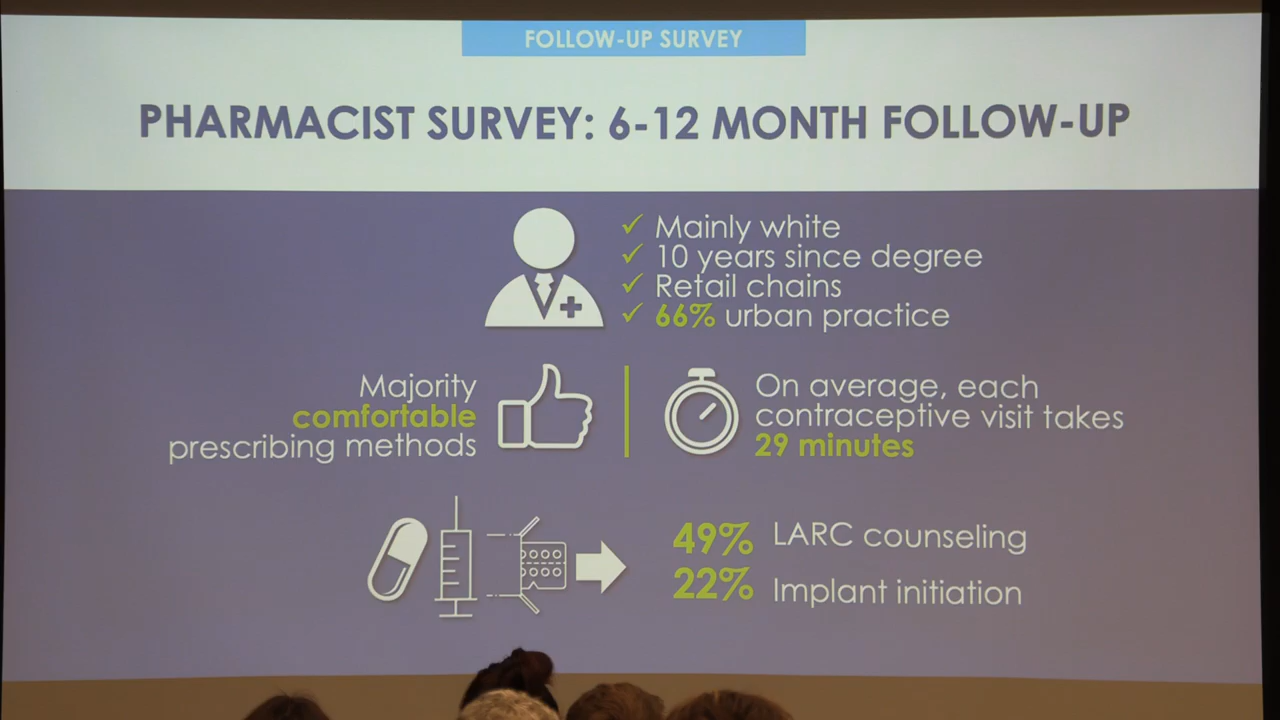 FOLLOW-UP SURVEY
PHARMACIST SURVEY: 6-12 MONTH FOLLOW-UP
✓ Mainly white
✓ 10 years since degree
✓ Retail chains
✓ 66% urban practice
Majority
comfortable
prescribing methods
On average, each
contraceptive visit takes
29 minutes
49% LARC counseling
22% Implant initiation